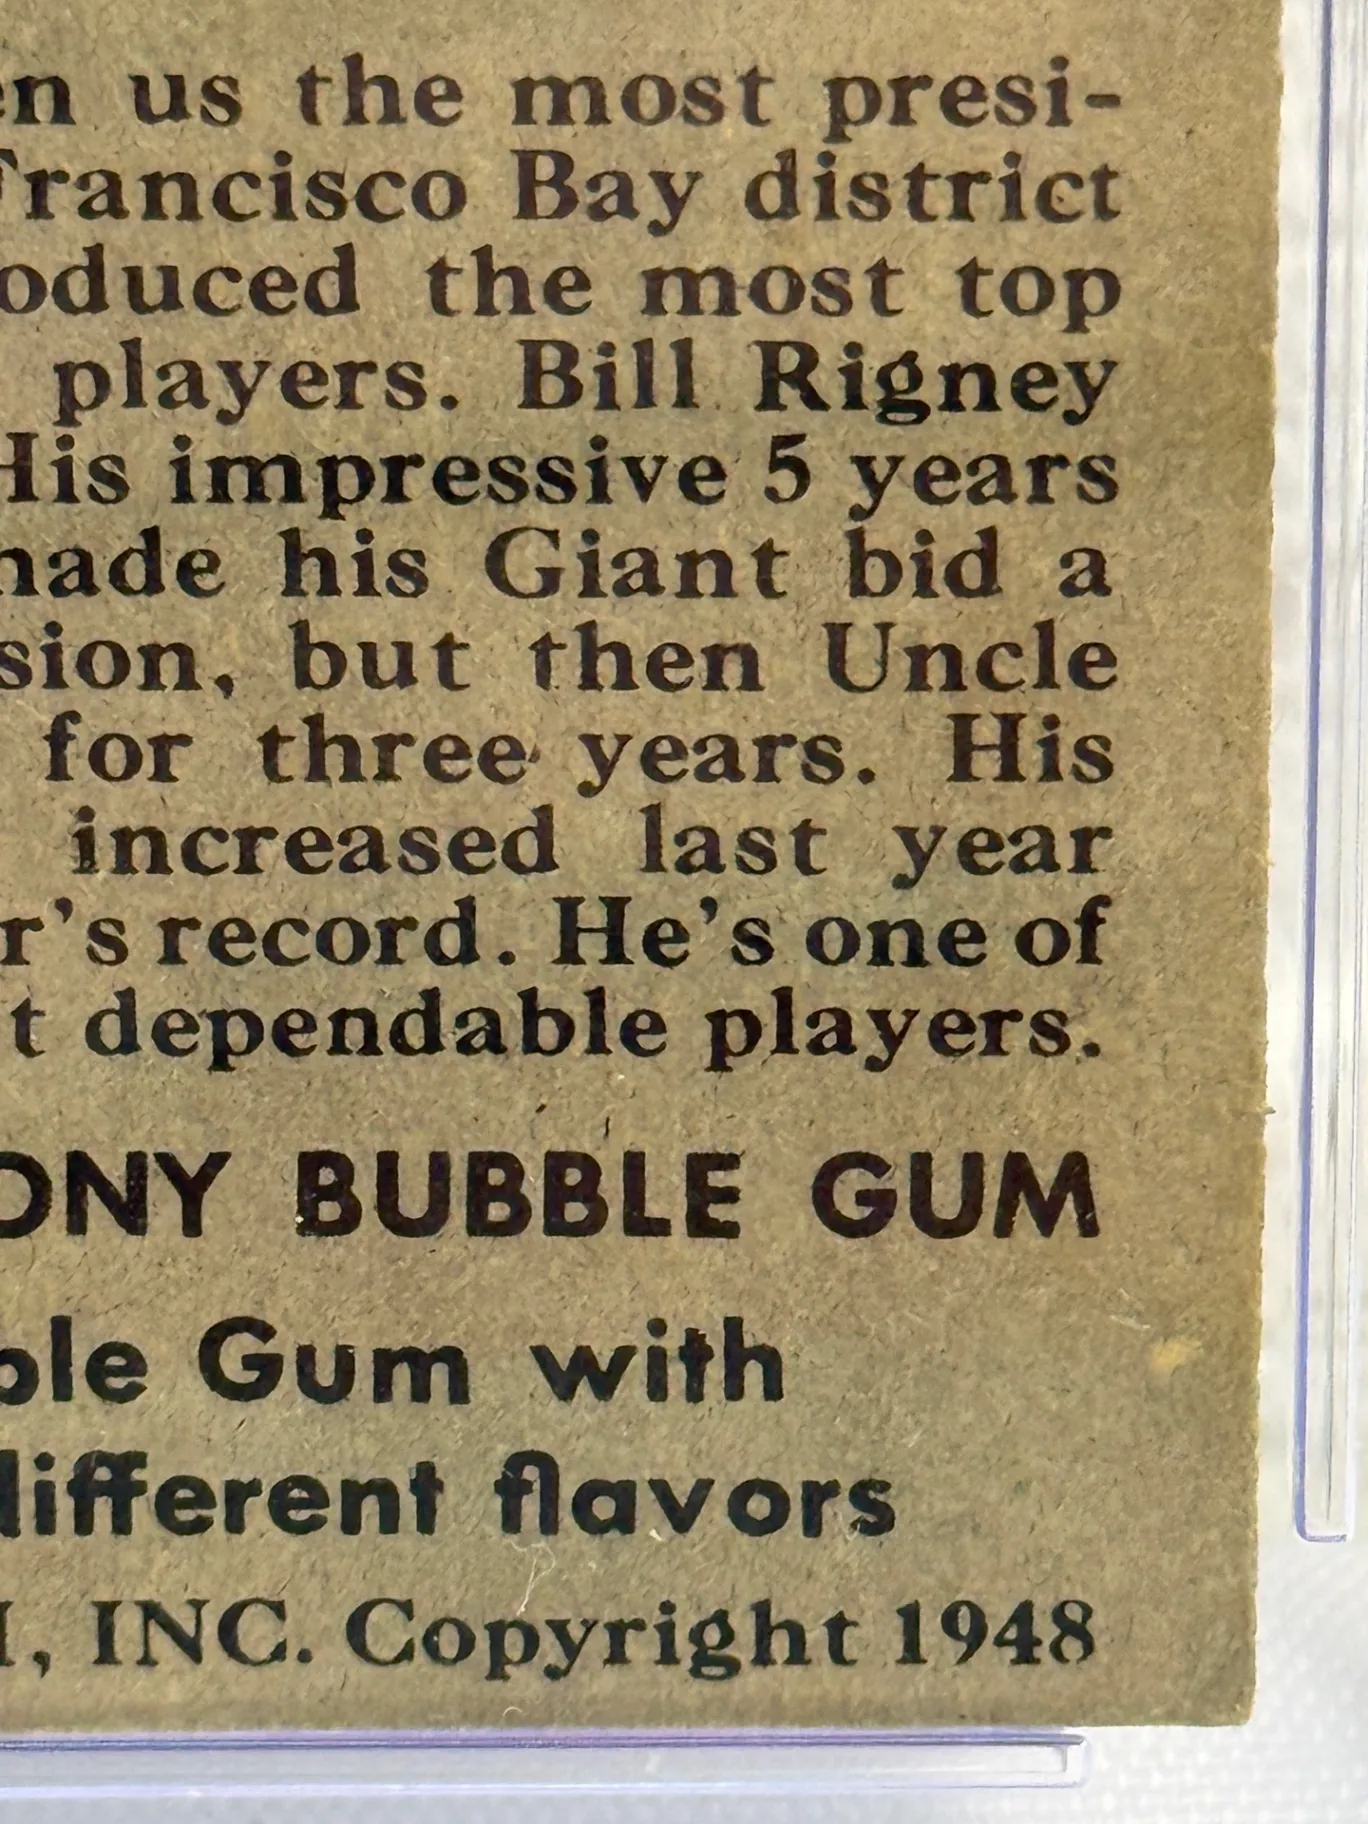 en us the most presi-
Francisco Bay district
oduced the most top
players. Bill Rigney
His impressive 5 years
made his Giant bid a
sion, but then Uncle
for three years. His
increased last year
r's record. He's one of
t dependable players.
ONY BUBBLE GUM
ble Gum with
different flavors
, INC. Copyright 1948